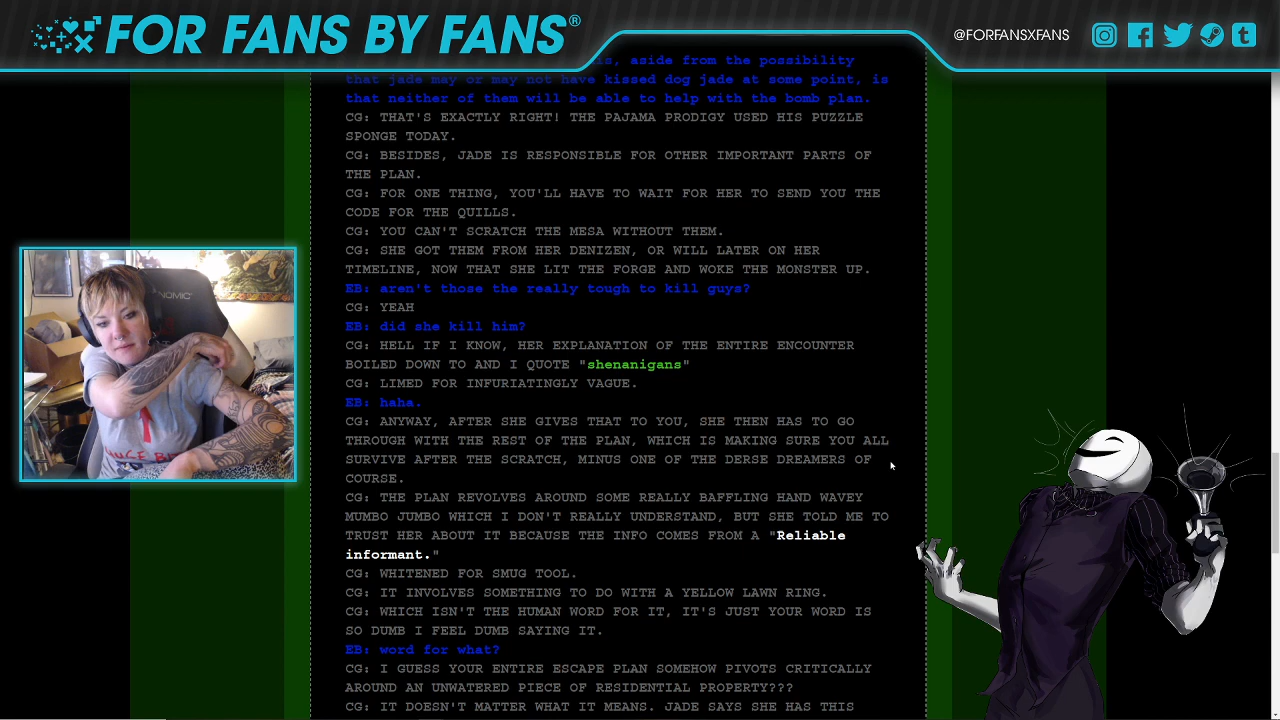 FOR FANS BY FANS®
@FORFANSXFANS
is, aside from the possibility
that jade may or may not have kissed dog jade at some point, is
that neither of them will be able to help with the bomb plan.
CG: THAT'S EXACTLY RIGHT! THE PAJAMA PRODIGY USED HIS PUZZLE
SPONGE TODAY.
CG: BESIDES, JADE IS RESPONSIBLE FOR OTHER IMPORTANT PARTS OF
THE PLAN.
CG: FOR ONE THING, YOU'LL HAVE TO WAIT FOR HER TO SEND YOU THE
CODE FOR THE QUILLS.
CG: YOU CAN'T SCRATCH THE MESA WITHOUT THEM.
CG: SHE GOT THEM FROM HER DENIZEN, OR WILL LATER ON HER
TIMELINE, NOW THAT SHE LIT THE FORGE AND WOKE THE MONSTER UP.
EB: aren't those the really tough to kill guys?
CG: YEAH
EB: did she kill him?
CG: HELL IF I KNOW, HER EXPLANATION OF THE ENTIRE ENCOUNTER
BOILED DOWN TO AND I QUOTE "shenanigans"
CG: LIMED FOR INFURIATINGLY VAGUE.
EB: haha.
CG: ANYWAY, AFTER SHE GIVES THAT TO YOU, SHE THEN HAS TO GO
THROUGH WITH THE REST OF THE PLAN, WHICH IS MAKING SURE YOU ALL
SURVIVE AFTER THE SCRATCH, MINUS ONE OF THE DERSE DREAMERS OF
COURSE.
CG: THE PLAN REVOLVES AROUND SOME REALLY BAFFLING HAND WAVEY
MUMBO JUMBO WHICH I DON'T REALLY UNDERSTAND, BUT SHE TOLD ME TO
TRUST HER ABOUT IT BECAUSE THE INFO COMES FROM A "Reliable
informant."
CG: WHITENED FOR SMUG TOOL.
CG: IT INVOLVES SOMETHING TO DO WITH A YELLOW LAWN RING.
CG: WHICH ISN'T THE HUMAN WORD FOR IT, IT'S JUST YOUR WORD IS
SO DUMB I FEEL DUMB SAYING IT.
EB: word for what?
CG: I GUESS YOUR ENTIRE ESCAPE PLAN SOMEHOW PIVOTS CRITICALLY
AROUND AN UNWATERED PIECE OF RESIDENTIAL PROPERTY???
CG: IT DOESN'T MATTER WHAT IT MEANS. JADE SAYS SHE HAS THIS